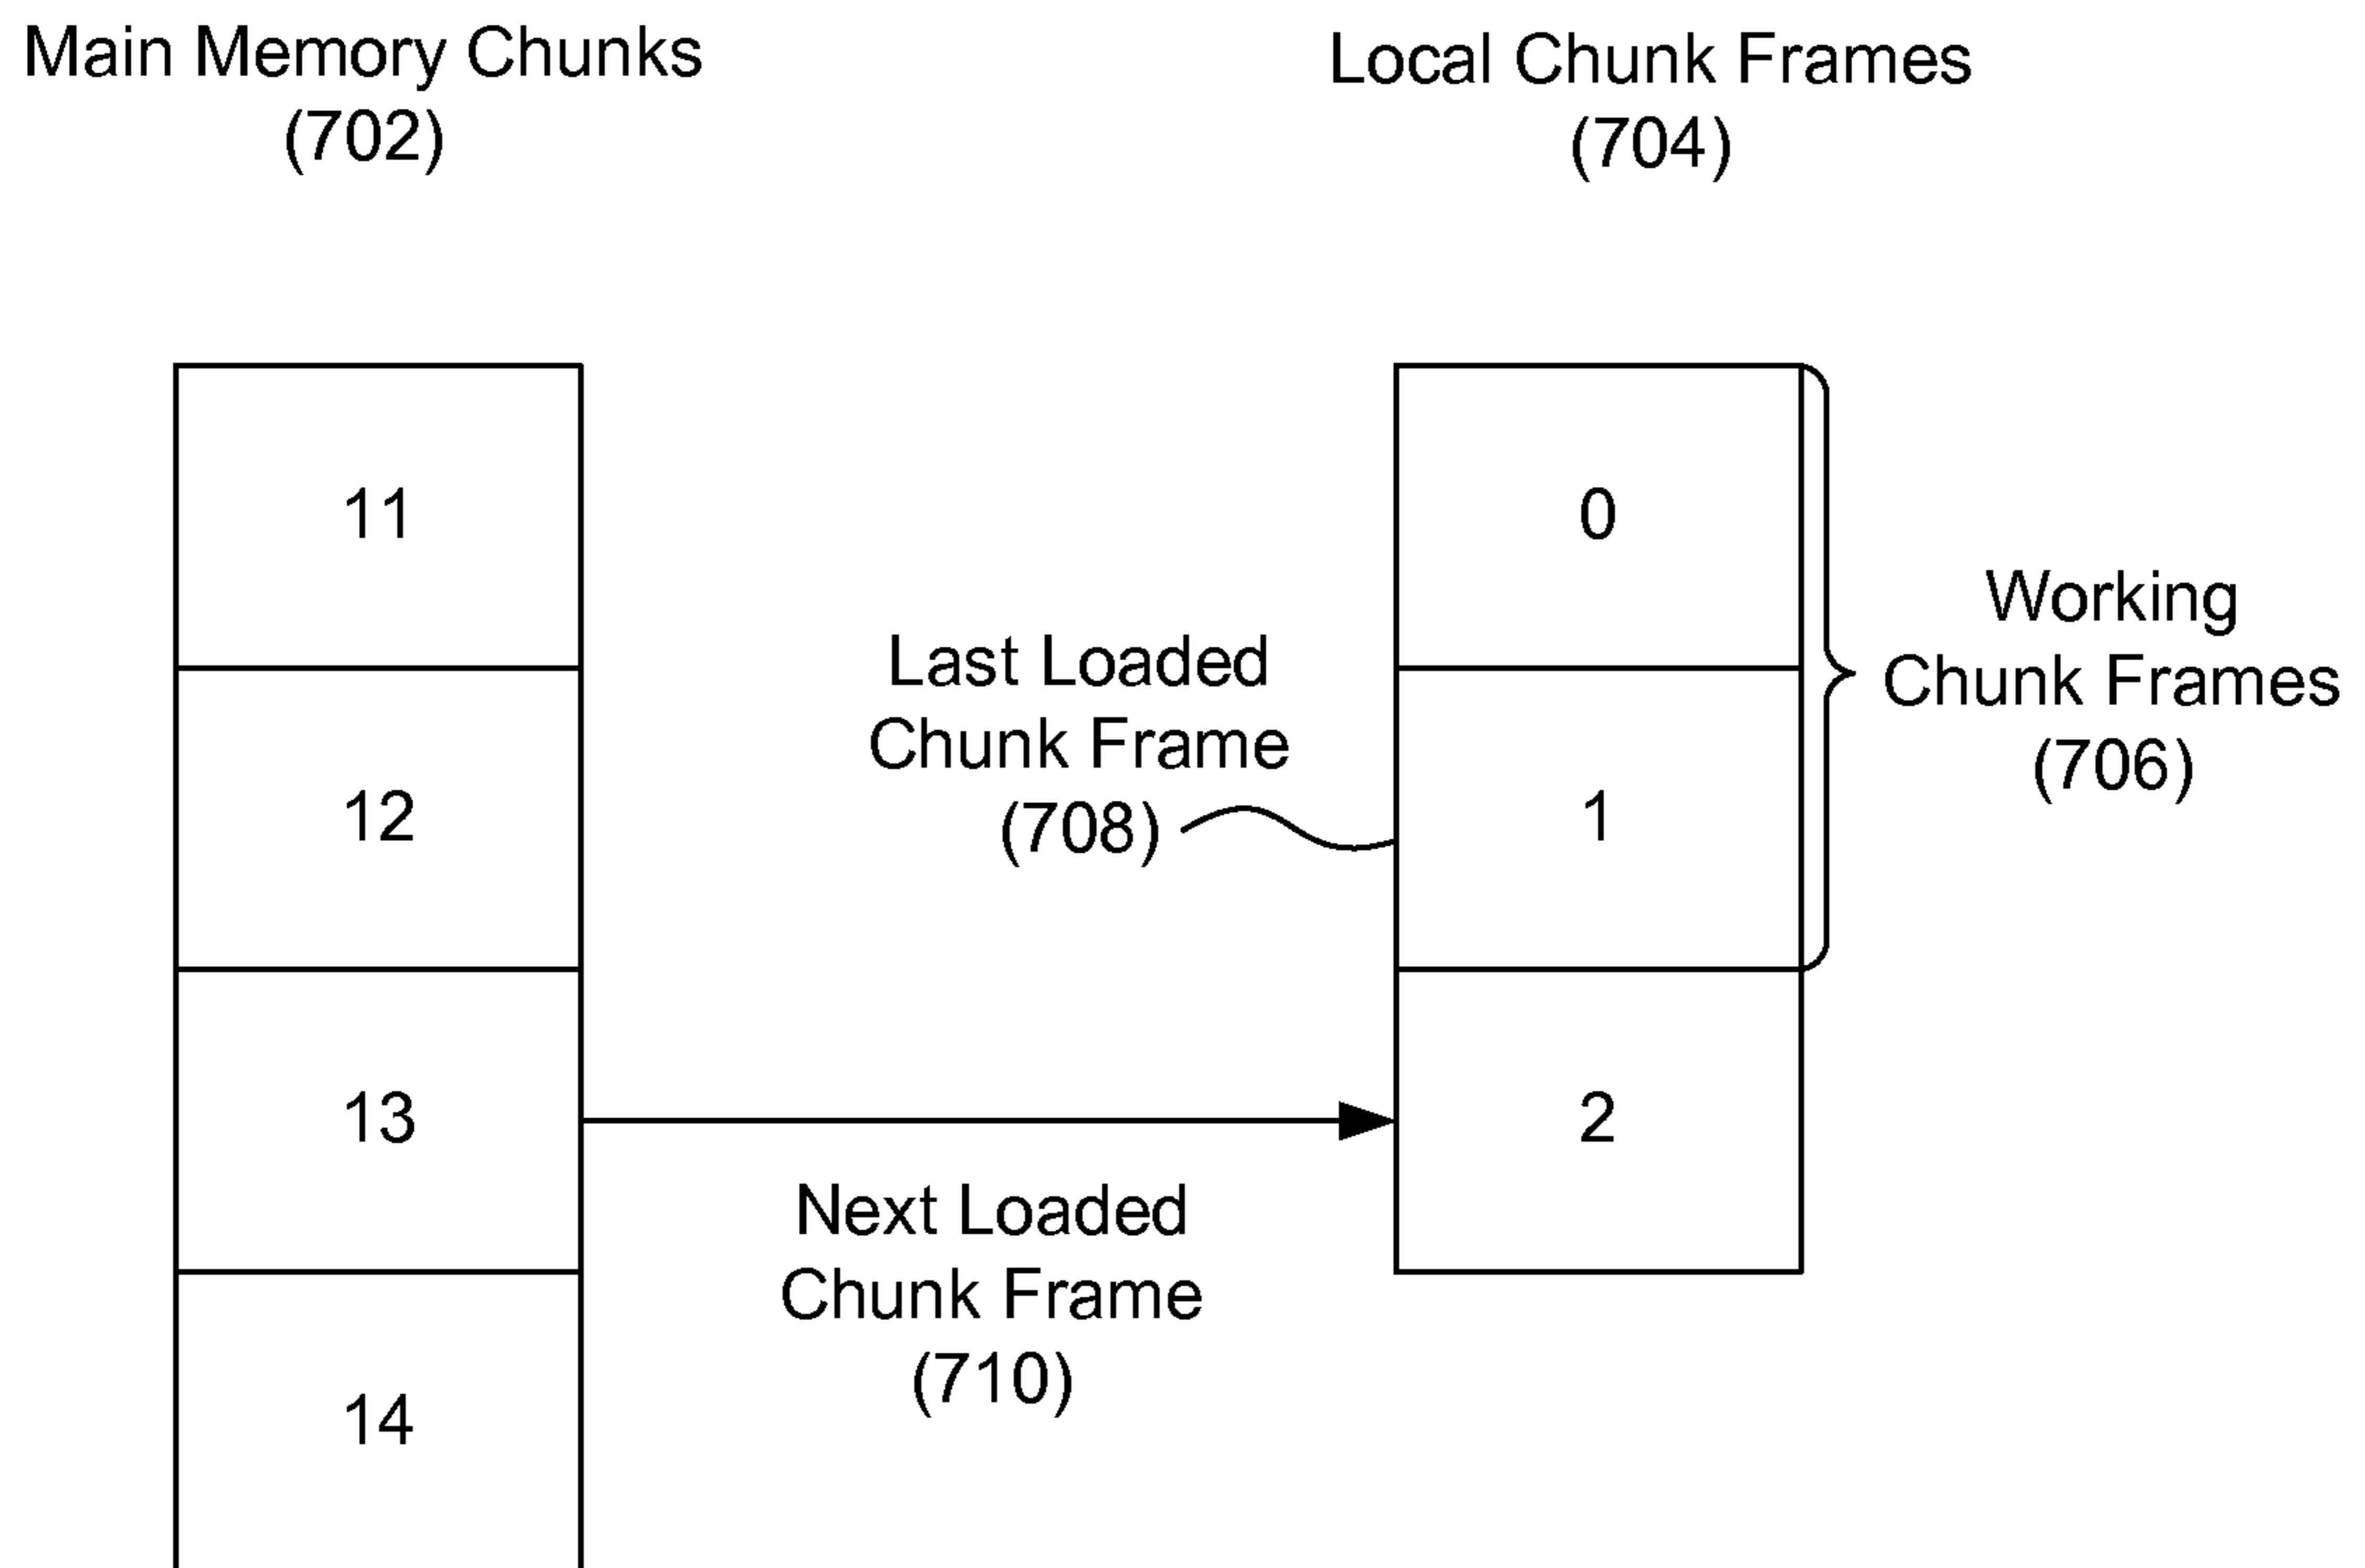 Main Memory Chunks
(702)
Local Chunk Frames
(704)
11
12
13
14
Last Loaded
Chunk Frame
(708)
Next Loaded
Chunk Frame
(710)
0
1
2
Working
Chunk Frames
(706)